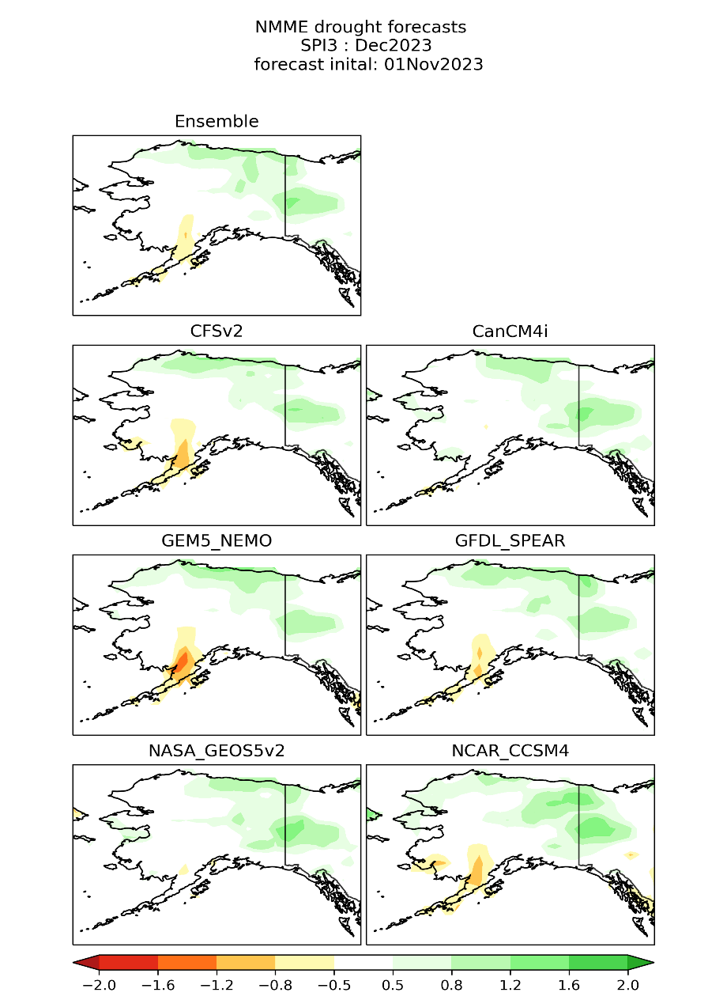 NMME drought forecasts
SPI3 : Dec2023
forecast inital: 01Nov2023
Ensemble
CFSv2
CanCM4i
GEM5_NEMO
GFDL_SPEAR
NASA_GEOS5v2
NCAR_CCSM4
−2.0 −1.6 −1.2 −0.8 −0.5 0.5 0.8 1.2 1.6 2.0